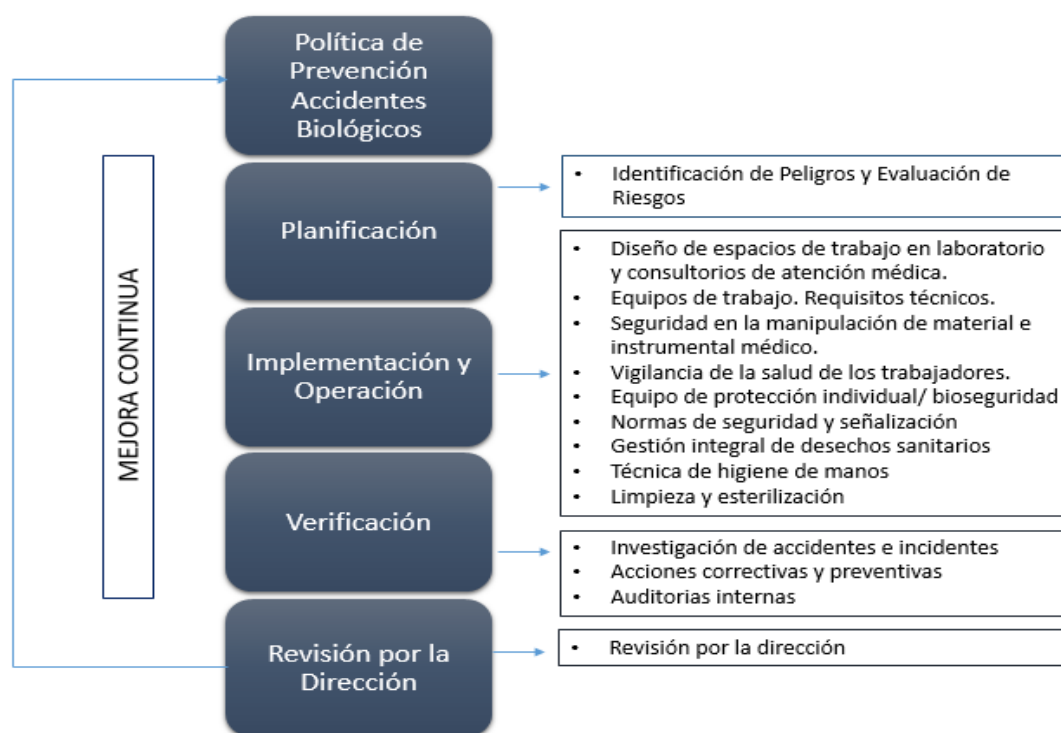 Política de
Prevención
Accidentes
Biológicos
Planificación
• Identificación de Peligros y Evaluación de
Riesgos
MEJORA CONTINUA
Implementación y
Operación
• Diseño de espacios de trabajo en laboratorio
y consultorios de atención médica.
• Equipos de trabajo. Requisitos técnicos.
• Seguridad en la manipulación de material e
instrumental médico.
• Vigilancia de la salud de los trabajadores.
• Equipo de protección individual/ bioseguridad
• Normas de seguridad y señalización
• Gestión integral de desechos sanitarios
• Técnica de higiene de manos
• Limpieza y esterilización
Verificación
• Investigación de accidentes e incidentes
• Acciones correctivas y preventivas
• Auditorias internas
Revisión por la
Dirección
• Revisión por la dirección